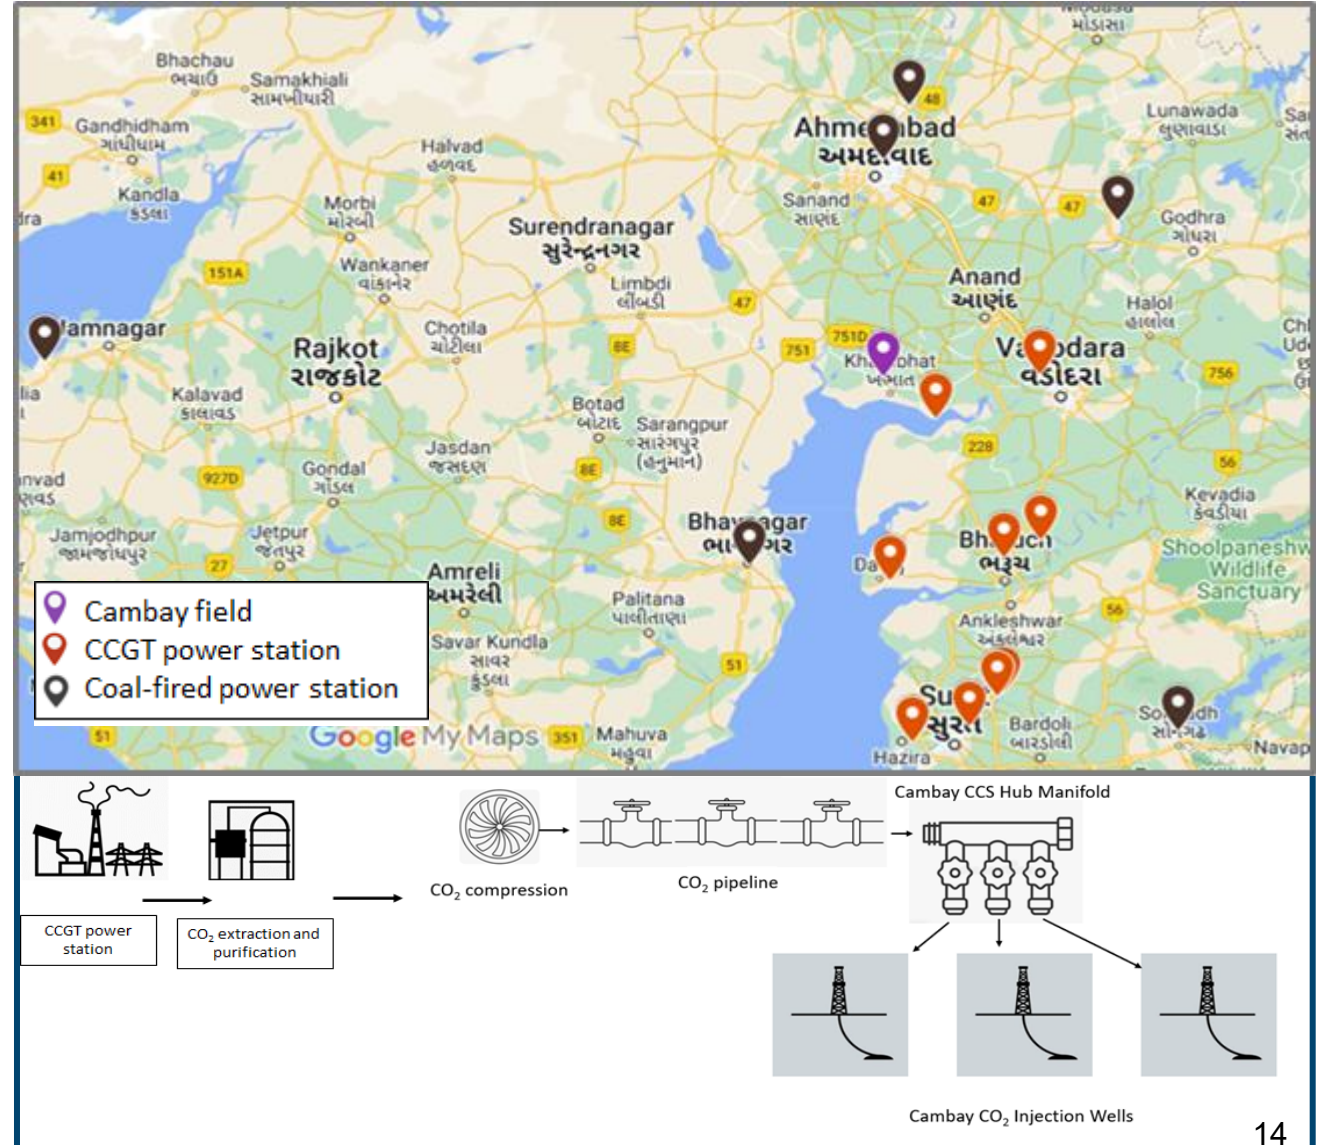 મોડાસા
Bhachau
ભચાઉ
Samakhiali
સામખીયારી
48
341
Gandhidham
ગાંધીધામ
Lunawada
લુણાવાડા
Halvad
હળવદ
અમદાવાદ
41
Kandla
કંડલા
Morbi
મોરબી
Sanand
સાણંદ
47
47
Godhra
ગોધરા
Surendranagar
સુરેન્દ્રનગર
Wankaner
વાંકાનેર
151A
Limbdi
લીંબડી
47
Anand
આણંદ
Halol
હાલોલ
Jamnagar
Chotila
ચોટીલા
Rajkot
રાજકોટ
8E
751
751D
ખંભાત
વડોદરા
756
Kalavad
કાલાવડ
Botad
બોટાદ
Sarangpur
સારંગપુર
(હનુમાન)
Jasdan
જસદણ
228
56
Gondal
ગોંડલ
927D
8E
Kevadia
કેવડીયા
8E
Jamjodhpur
જામજોધપુર
Jetpur
જેતપુર
ભરૂચ
Shoolpaneshw
Wildlife
Sanctuary
27
Amreli
અમરેલી
Palitana
પાલીતાણા
56
Ankleshwar
અંકલેશ્વર
Savar Kundla
સાવર
કુંડલા
51
સુરત
Bardoli
બારડોલી
સોનગઢ
Hazira
Navap
51
351
Mahuva
મહુવા
Google My Maps
Cambay field
CCGT power station
Coal-fired power station
CCGT power
station
CO₂ extraction and
purification
CO₂ compression
CO₂ pipeline
Cambay CCS Hub Manifold
Cambay CO₂ Injection Wells
14